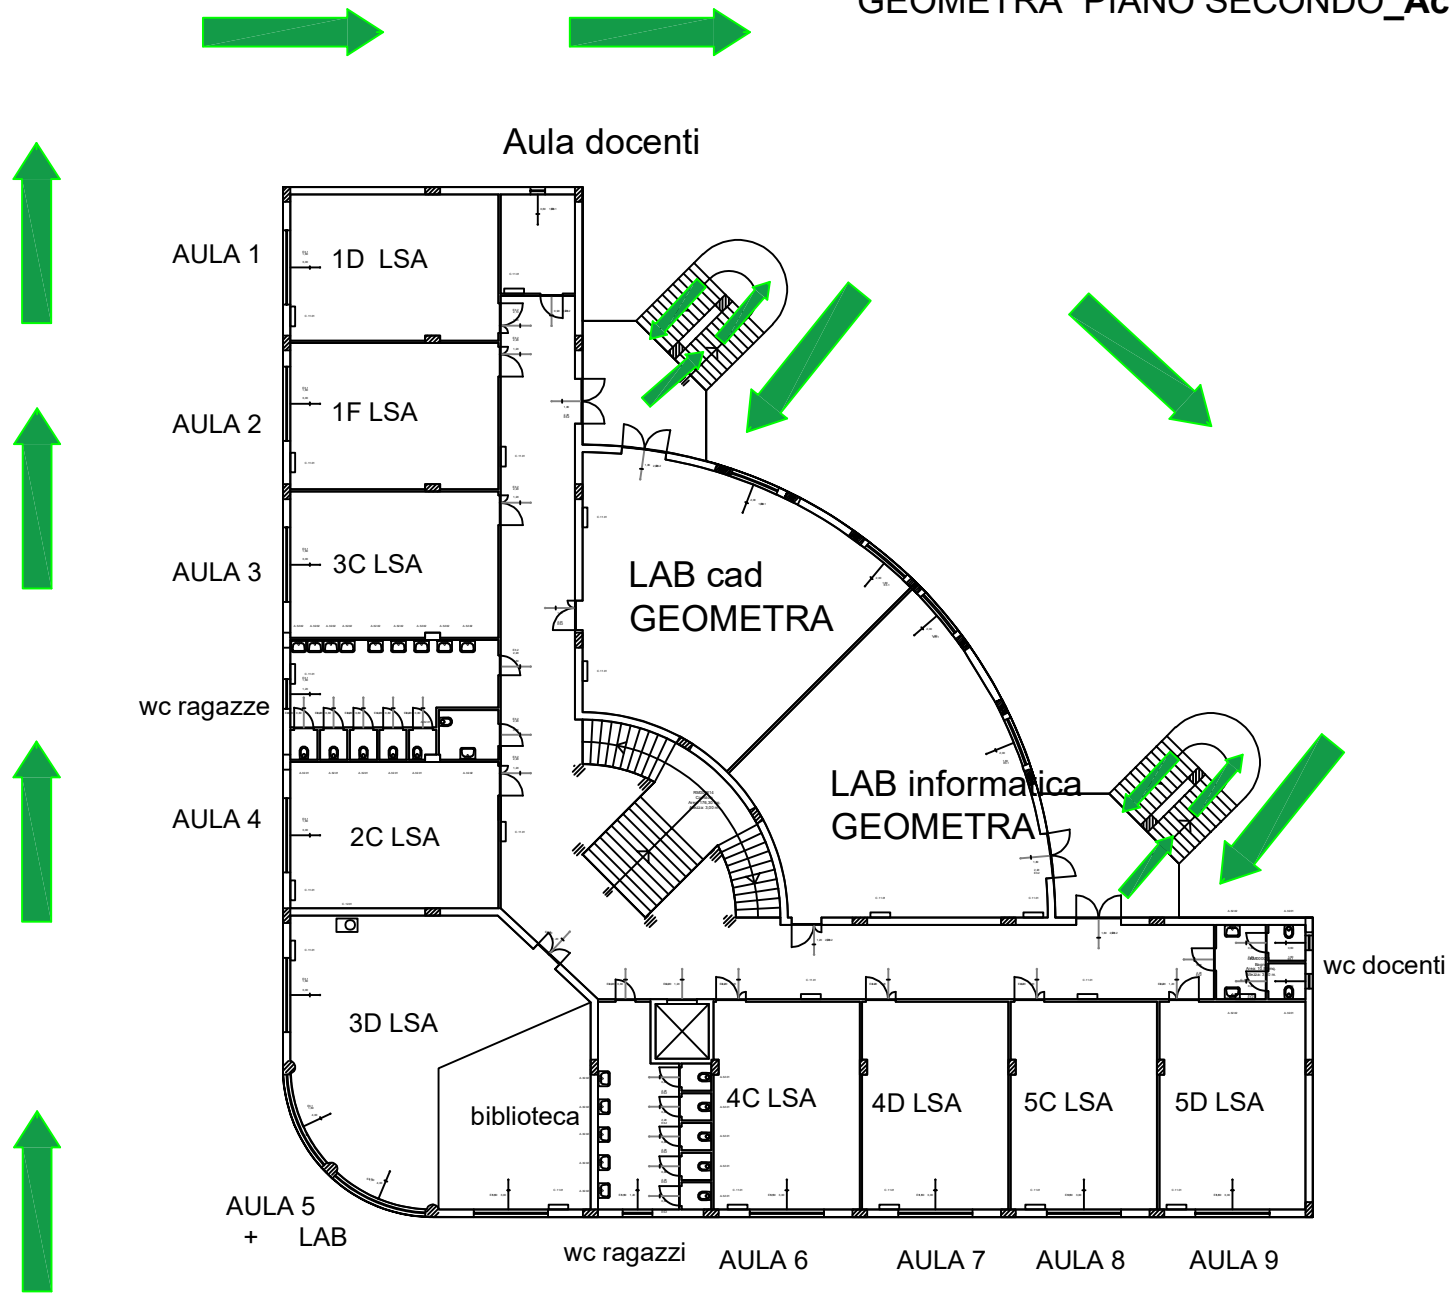 GEOMETRA PIANO SECONDO_Ac
Aula docenti
AULA 1
1D LSA
AULA 2
1F LSA
AULA 3
3C LSA
LAB cad
GEOMETRA
wc ragazze
LAB informatica
GEOMETRA
AULA 4
2C LSA
wc docenti
3D LSA
biblioteca
4C LSA
4D LSA
5C LSA
5D LSA
AULA 5
+ LAB
wc ragazzi
AULA 6
AULA 7
AULA 8
AULA 9